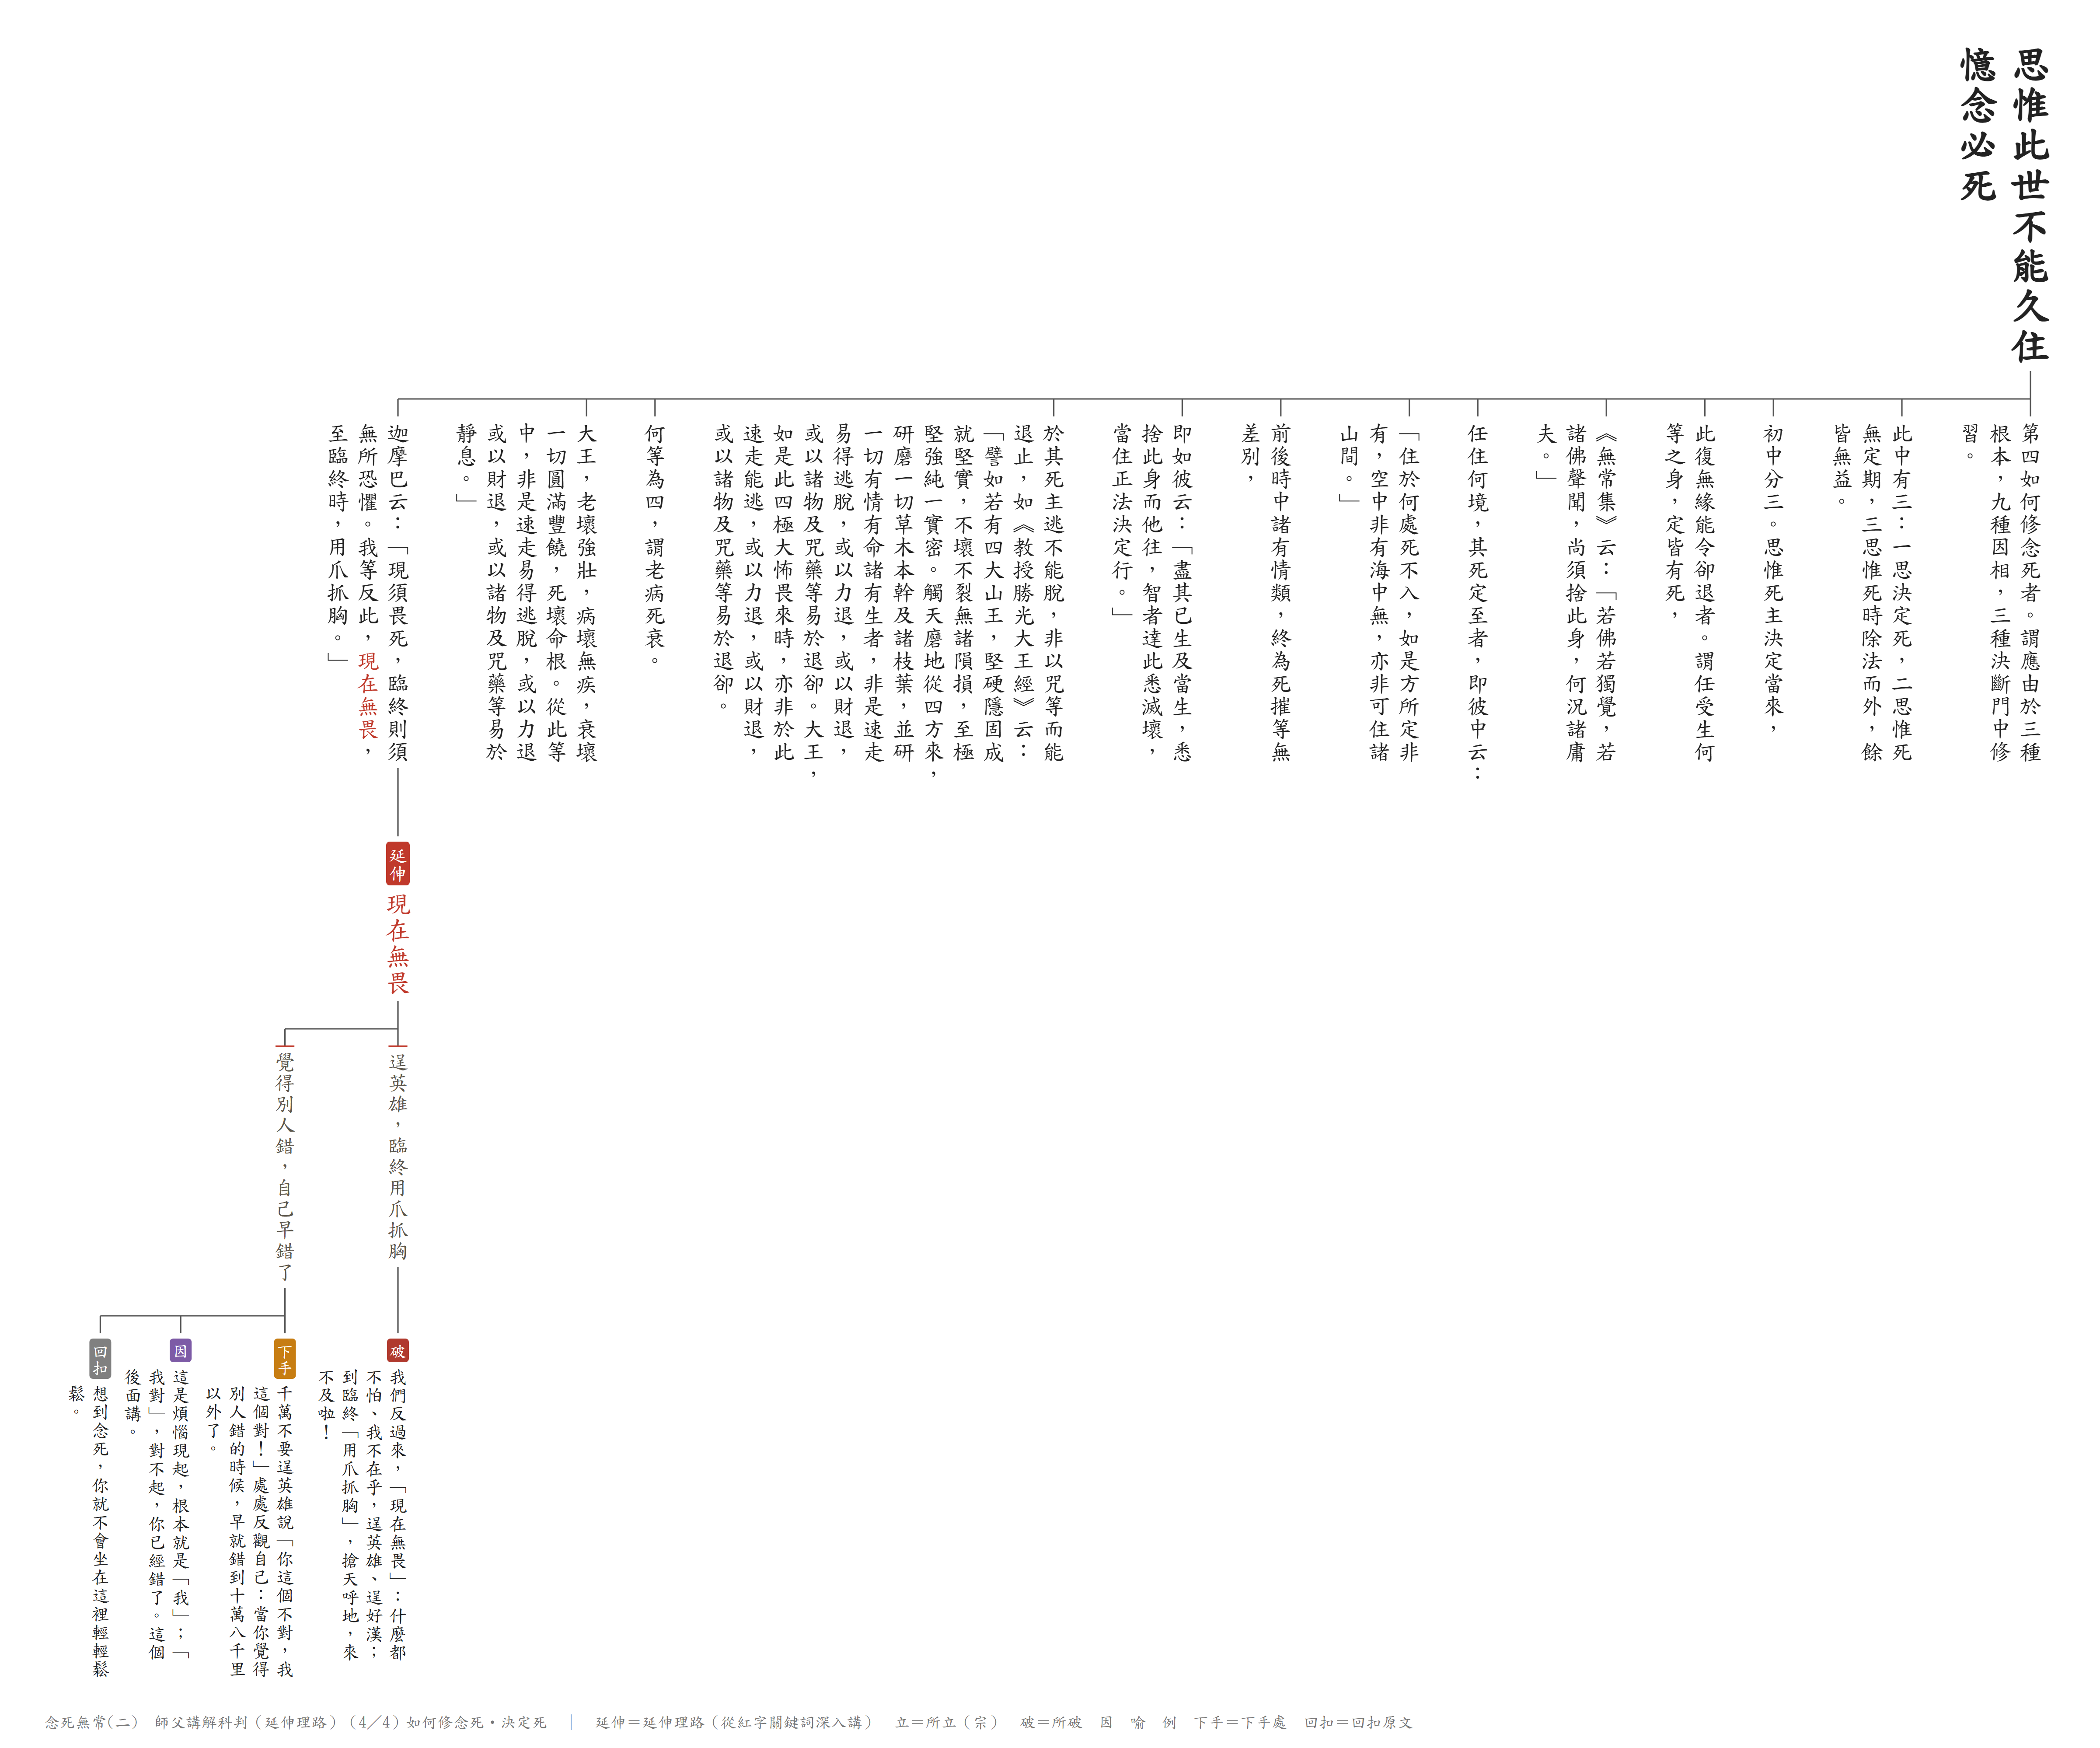 思惟此世不能久住
憶念必死
第四如何修念死者。謂應由於三種
根本，九種因相，三種決斷門中修
習。
此中有三：一思決定死，二思惟死
無定期，三思惟死時除法而外，餘
皆無益。
初中分三。思惟死主決定當來，
此復無緣能令卻退者。謂任受生何
等之身，定皆有死，
《無常集》云：「若佛若獨覺，若
諸佛聲聞，尚須捨此身，何況諸庸
夫。」
任住何境，其死定至者，即彼中云：
「住於何處死不入，如是方所定非
有，空中非有海中無，亦非可住諸
山間。」
前後時中諸有情類，終為死摧等無
差別，
即如彼云：「盡其已生及當生，悉
捨此身而他往，智者達此悉滅壞，
當住正法決定行。」
於其死主逃不能脫，非以咒等而能
退止，如《教授勝光大王經》云：
「譬如若有四大山王，堅硬隱固成
就堅實，不壞不裂無諸隕損，至極
堅強純一實密。觸天磨地從四方來，
研磨一切草木本幹及諸枝葉，並研
一切有情有命諸有生者，非是速走
易得逃脫，或以力退，或以財退，
或以諸物及咒藥等易於退卻。大王，
如是此四極大怖畏來時，亦非於此
速走能逃，或以力退，或以財退，
或以諸物及咒藥等易於退卻。
何等為四，謂老病死衰。
大王，老壞強壯，病壞無疾，衰壞
一切圓滿豐饒，死壞命根。從此等
中，非是速走易得逃脫，或以力退
或以財退，或以諸物及咒藥等易於
靜息。」
迦摩巴云：「現須畏死，臨終則須
無所恐懼。我等反此，現在無畏，
至臨終時，用爪抓胸。」
延伸 現在無畏
逞英雄，臨終用爪抓胸
破 我們反過來，「現在無畏」：什麼都
不怕、我不在乎，逞英雄、逞好漢；
到臨終「用爪抓胸」，搶天呼地，來
不及啦！
覺得別人錯，自己早錯了
下手 千萬不要逞英雄說「你這個不對，我
這個對！」處處反觀自己：當你覺得
別人錯的時候，早就錯到十萬八千里
以外了。
因 這是煩惱現起，根本就是「我」；「
我對」，對不起，你已經錯了。這個
後面講。
回扣 想到念死，你就不會坐在這裡輕輕鬆
鬆。
念死無常(二) 師父講解科判（延伸理路）（4／4）如何修念死・決定死 ｜ 延伸＝延伸理路（從紅字關鍵詞深入講） 立＝所立（宗） 破＝所破 因 喻 例 下手＝下手處 回扣＝回扣原文